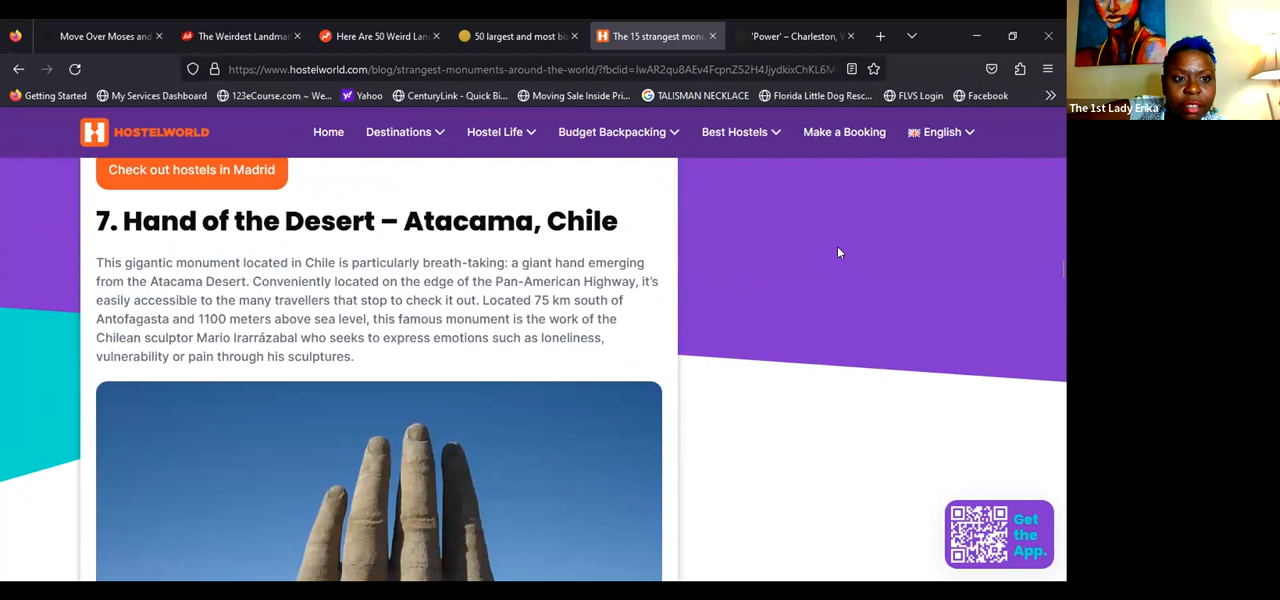 Move Over Moses and
The Weirdest Landmar
Here Are 50 Weird Lan
50 largest and most bi
The 15 strangest monu
'Power' – Charleston, W
https://www.hostelworld.com/blog/strangest-monuments-around-the-world/?fbclid=IwAR2qu8AEv4FcpnZ52H4JjydkixChKL6M
Getting Started
My Services Dashboard
123eCourse.com ~ We...
Yahoo
CenturyLink - Quick Bi...
Moving Sale Inside Pri...
TALISMAN NECKLACE
Florida Little Dog Resc...
FLVS Login
Facebook
The 1st Lady Erika
HOSTELWORLD
Home
Destinations
Hostel Life
Budget Backpacking
Best Hostels
Make a Booking
English
Check out hostels in Madrid
7. Hand of the Desert – Atacama, Chile
This gigantic monument located in Chile is particularly breath-taking: a giant hand emerging
from the Atacama Desert. Conveniently located on the edge of the Pan-American Highway, it's
easily accessible to the many travellers that stop to check it out. Located 75 km south of
Antofagasta and 1100 meters above sea level, this famous monument is the work of the
Chilean sculptor Mario Irarrázabal who seeks to express emotions such as loneliness,
vulnerability or pain through his sculptures.
Get
the
App.